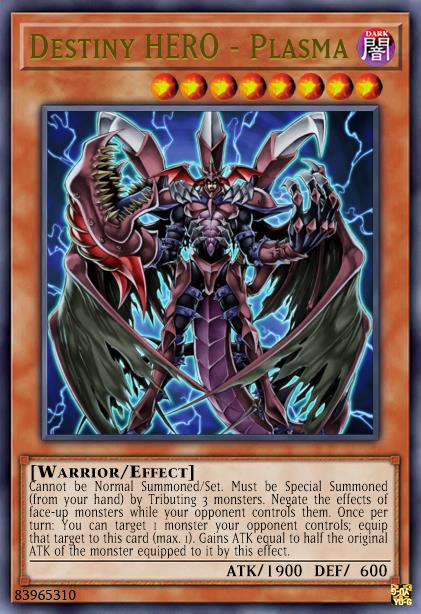 Destiny HERO - Plasma
DARK
闇
[Warrior/Effect]
Cannot be Normal Summoned/Set. Must be Special Summoned
(from your hand) by Tributing 3 monsters. Negate the effects of
face-up monsters while your opponent controls them. Once per
turn: You can target 1 monster your opponent controls; equip
that target to this card (max. 1). Gains ATK equal to half the original
ATK of the monster equipped to it by this effect.
ATK/1900 DEF/ 600
83965310